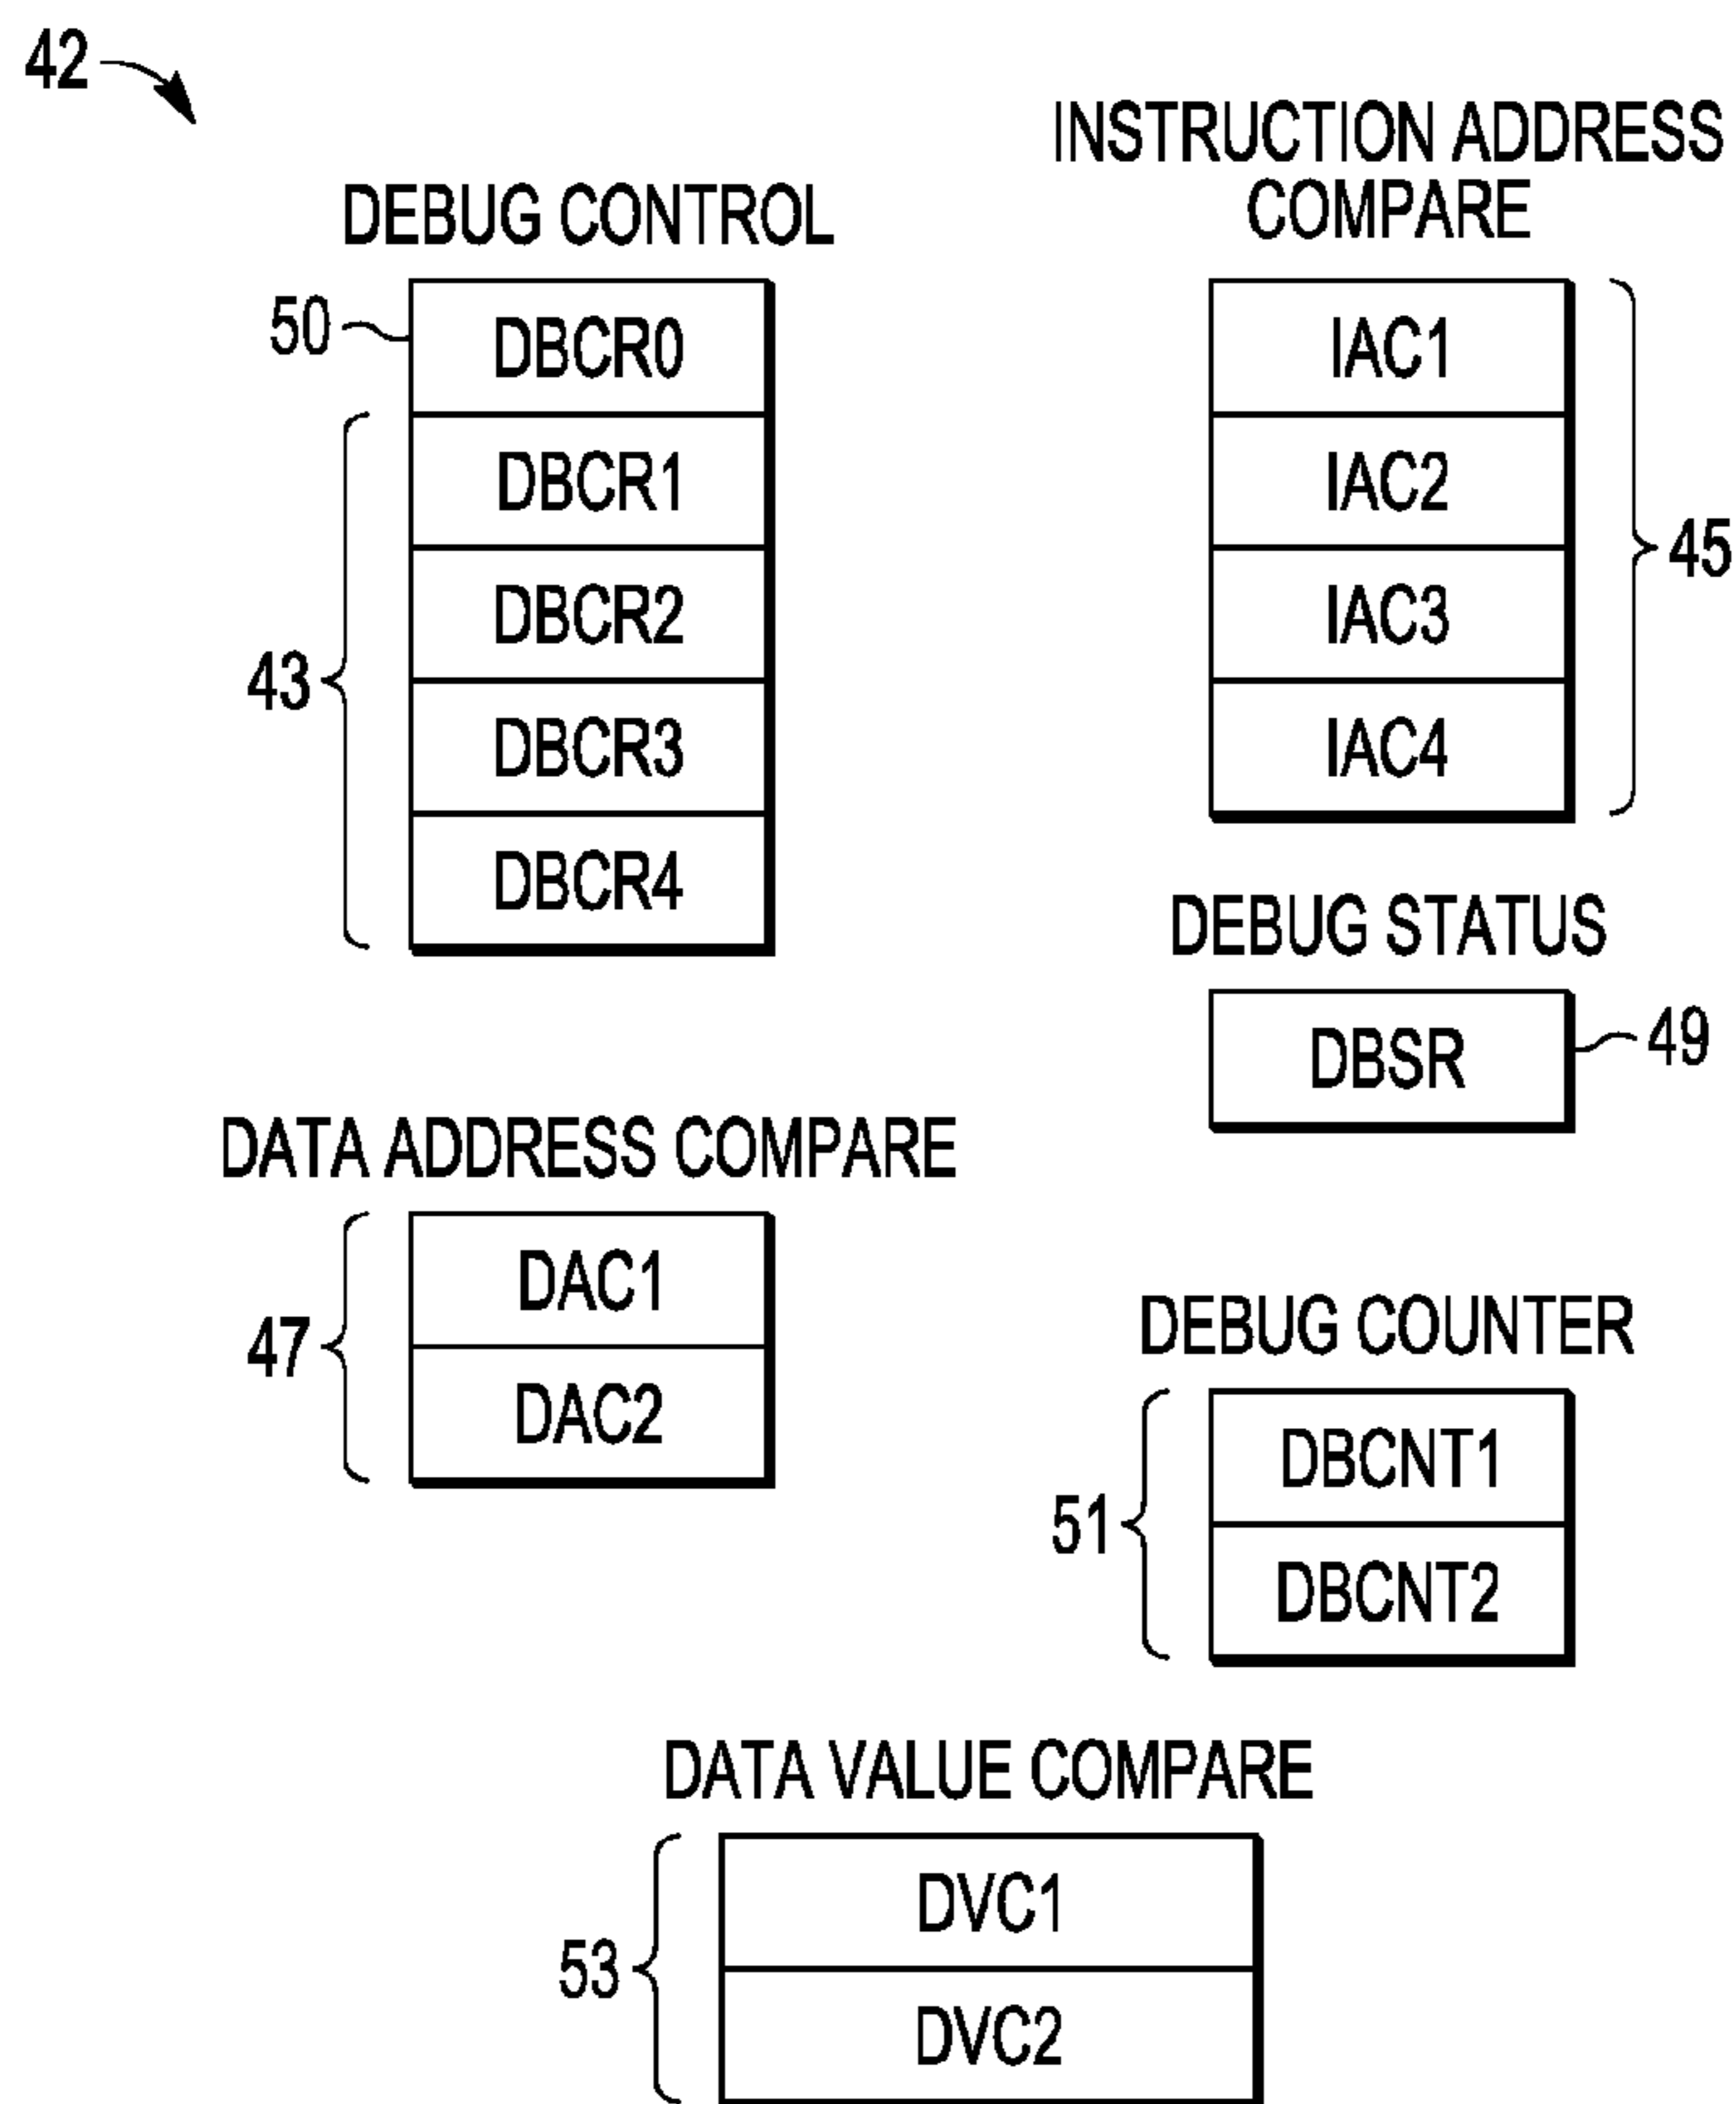 42
DEBUG CONTROL
50
DBCR0
DBCR1
DBCR2
DBCR3
DBCR4
43
INSTRUCTION ADDRESS
COMPARE
IAC1
IAC2
IAC3
IAC4
45
DEBUG STATUS
DBSR
49
DATA ADDRESS COMPARE
DAC1
DAC2
47
DEBUG COUNTER
DBCNT1
DBCNT2
51
DATA VALUE COMPARE
DVC1
DVC2
53